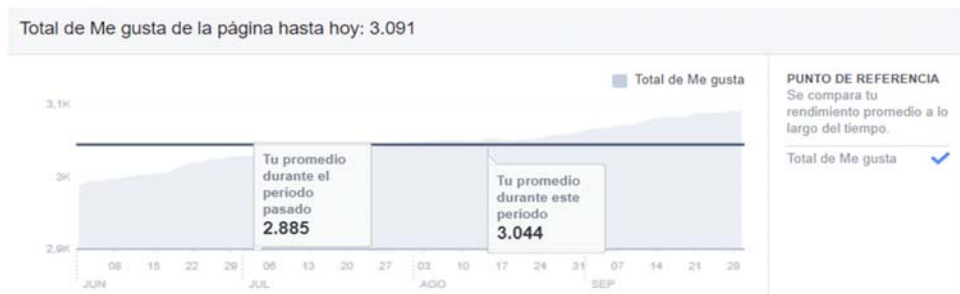 Total de Me gusta de la página hasta hoy: 3.091
Total de Me gusta
PUNTO DE REFERENCIA
Se compara tu
rendimiento promedio a lo
largo del tiempo.
Total de Me gusta
3,1K
3K
2.9K
Tu promedio
durante el
período
pasado
2.885
Tu promedio
durante este
período
3.044
08 15 22 29 06 13 20 27 03 10 17 24 31 07 14 21 28
JUN JUL AGO SEP